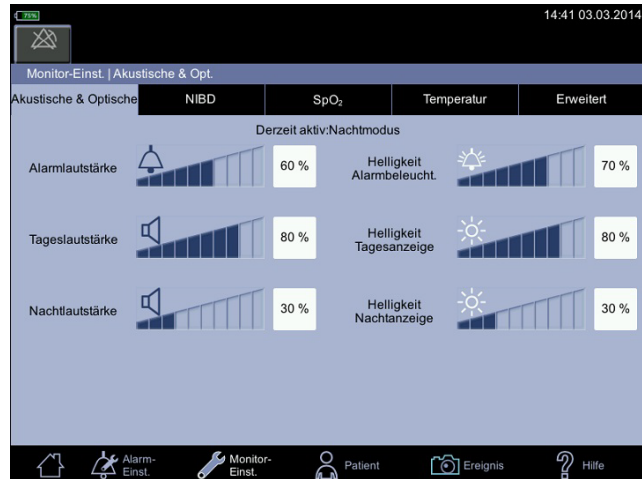 75%
14:41 03.03.2014
Monitor-Einst. | Akustische & Opt.
Akustische & Optische
NIBD
SpO₂
Temperatur
Erweitert
Derzeit aktiv:Nachtmodus
Alarmlautstärke
60 %
Helligkeit
Alarmbeleucht.
70 %
Tageslautstärke
80 %
Helligkeit
Tagesanzeige
80 %
Nachtlautstärke
30 %
Helligkeit
Nachtanzeige
30 %
Alarm-
Einst.
Monitor-
Einst.
Patient
Ereignis
Hilfe